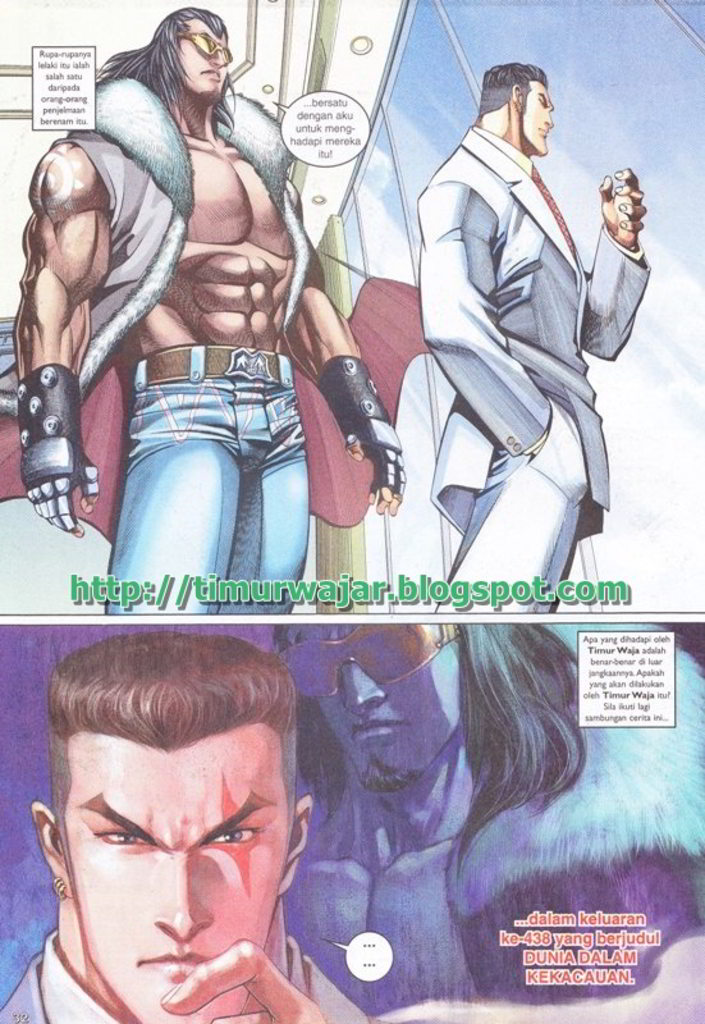 Rupa-rupanya
lelaki itu ialah
salah satu
daripada
orang-orang
penjelmaan
berenam itu.
...bersatu
dengan aku
untuk meng-
hadapi mereka
itu!
http://timurwajar.blogspot.com
Apa yang dihadapi oleh
Timur Waja adalah
benar-benar di luar
jangkaannya. Apakah
yang akan dilakukan
oleh Timur Waja itu?
Sila ikuti lagi
sambungan cerita ini...
...
...
...dalam keluaran
ke-438 yang berjudul
DUNIA DALAM
KEKACAUAN.
32